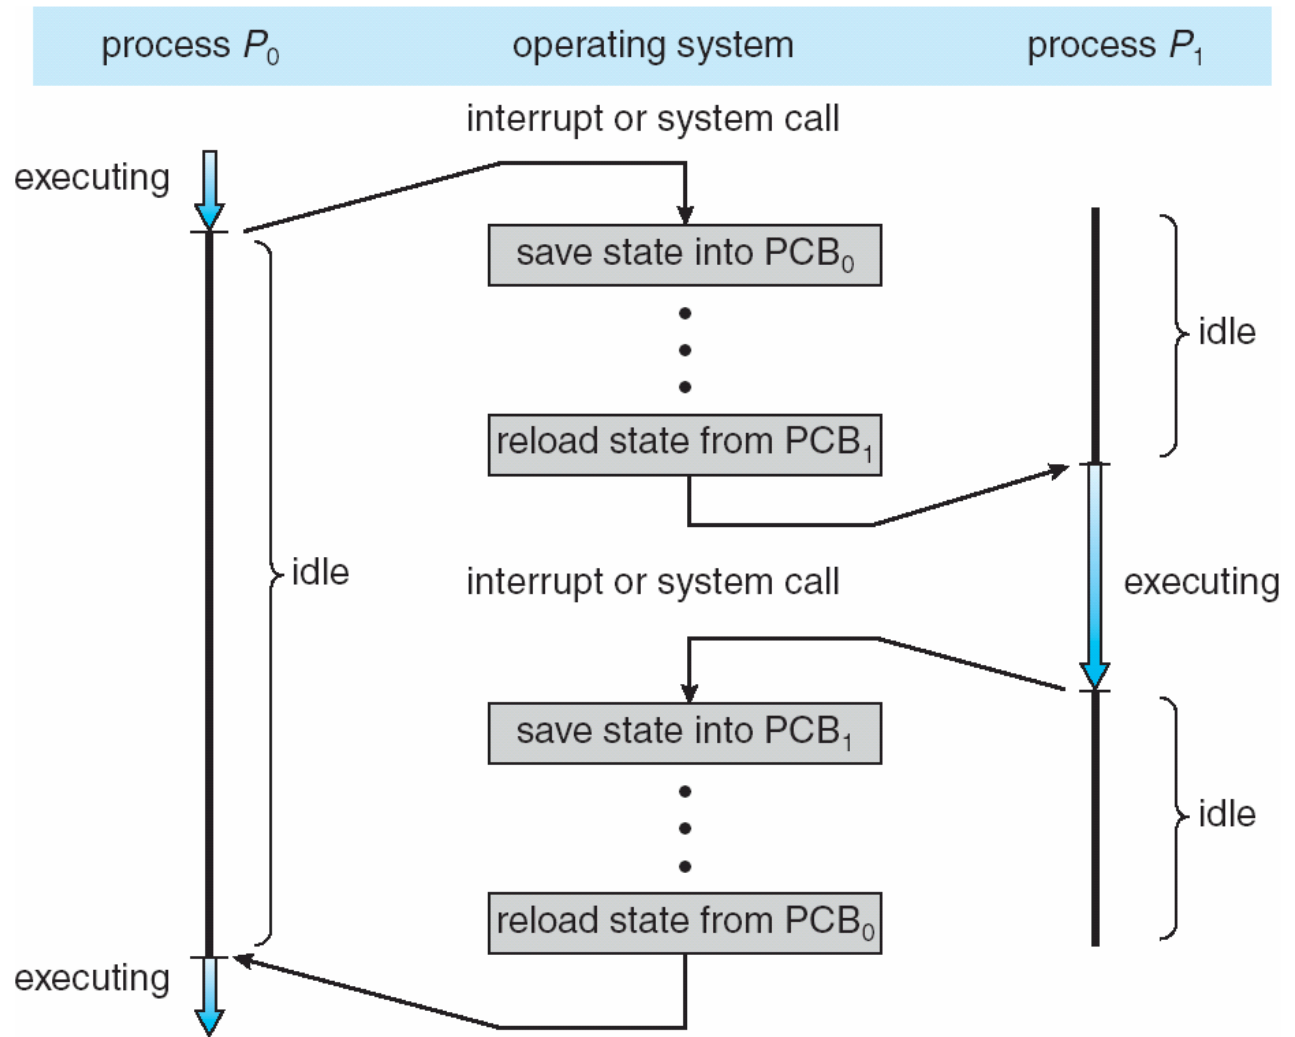 process P₀ operating system process P₁
interrupt or system call
executing
save state into PCB₀
idle
reload state from PCB₁
idle
interrupt or system call
executing
save state into PCB₁
idle
reload state from PCB₀
executing